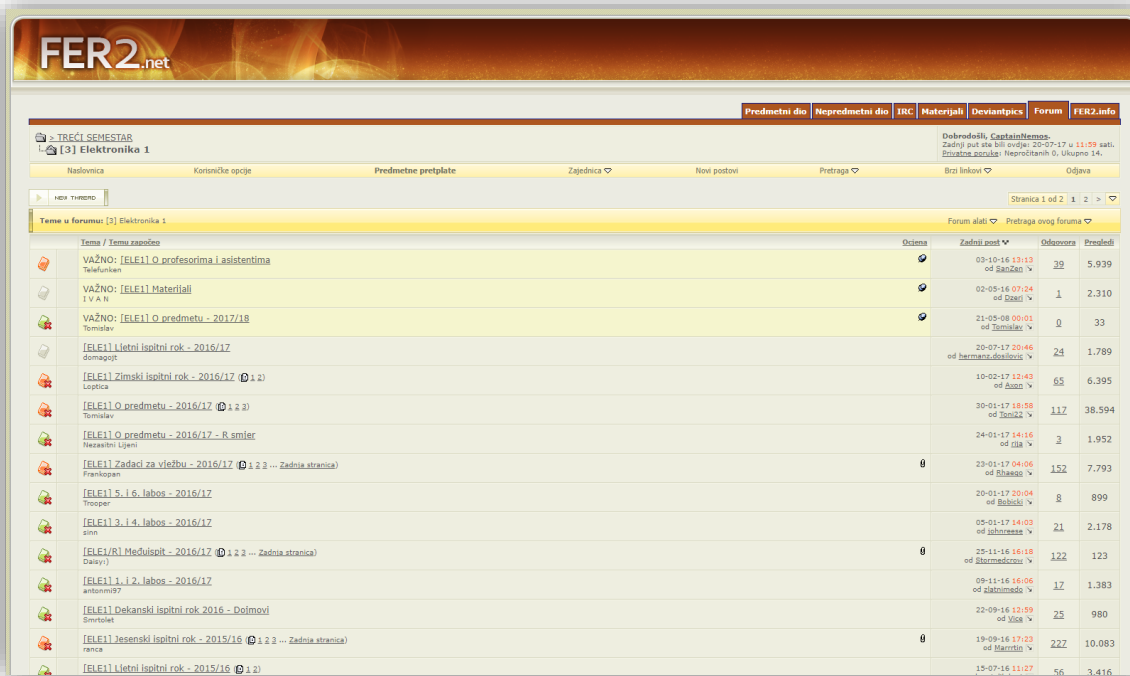 FER2.net
Predmetni dio Nepredmetni dio IRC Materijali Deviantpics Forum FER2.info
> TREĆI SEMESTAR
[3] Elektronika 1
Dobrodošli, CaptainNemos.
Zadnji put ste bili ovdje: 20-07-17 u 11:59 sati.
Privatne poruke: Nepročitanih 0, Ukupno 14.
Naslovnica Korisničke opcije Predmetne pretplate Zajednica Novi postovi Pretraga Brzi linkovi Odjava
NEW THREAD
Stranica 1 od 2 1 2 >
Teme u forumu: [3] Elektronika 1 Forum alati Pretraga ovog foruma
Tema / Temu započeo Ocjena Zadnji post Odgovora Pregledi
VAŽNO: [ELE1] O profesorima i asistentima 03-10-16 13:13 39 5.939
Telefunken od SanZen
VAŽNO: [ELE1] Materijali 02-05-16 07:24 1 2.310
I V A N od Dzeri
VAŽNO: [ELE1] O predmetu - 2017/18 21-05-08 00:01 0 33
Tomislav od Tomislav
[ELE1] Ljetni ispitni rok - 2016/17 20-07-17 20:46 24 1.789
domagojt od hermanz.dosilovic
[ELE1] Zimski ispitni rok - 2016/17 (1 2) 10-02-17 12:43 65 6.395
Loptica od Axon
[ELE1] O predmetu - 2016/17 (1 2 3) 30-01-17 18:58 117 38.594
Tomislav od Toni22
[ELE1] O predmetu - 2016/17 - R smjer 24-01-17 14:16 3 1.952
Nezasitni Lijeni od rija
[ELE1] Zadaci za vježbu - 2016/17 (1 2 3 ... Zadnja stranica) 23-01-17 04:06 152 7.793
Frankopan od Rhaego
[ELE1] 5. i 6. labos - 2016/17 20-01-17 20:04 8 899
Trooper od Bobicki
[ELE1] 3. i 4. labos - 2016/17 05-01-17 14:03 21 2.178
sinn od johnreese
[ELE1/R] Međuispit - 2016/17 (1 2 3 ... Zadnja stranica) 25-11-16 16:18 122 123
Daisy:) od Stormedcrow
[ELE1] 1. i 2. labos - 2016/17 09-11-16 16:06 17 1.383
antonmi97 od zlatnimedo
[ELE1] Dekanski ispitni rok 2016 - Dojmovi 22-09-16 12:59 25 980
Smrtolet od Vice
[ELE1] Jesenski ispitni rok - 2015/16 (1 2 3 ... Zadnja stranica) 19-09-16 17:23 227 10.083
ranca od Marrrtin
[ELE1] Ljetni ispitni rok - 2015/16 (1 2) 15-07-16 11:27 56 3.416